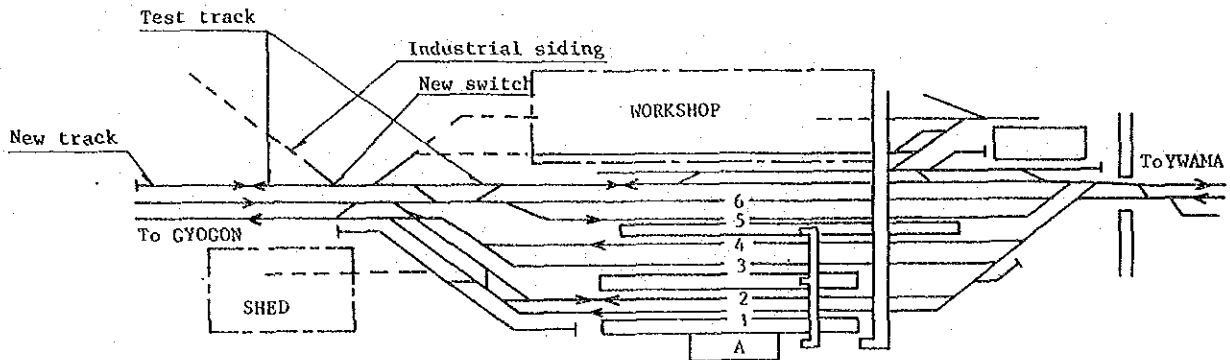 Test track
Industrial siding
New switch
WORKSHOP
New track
To YWAMA
6
5
To GYOGON
4
3
SHED
2
1
A